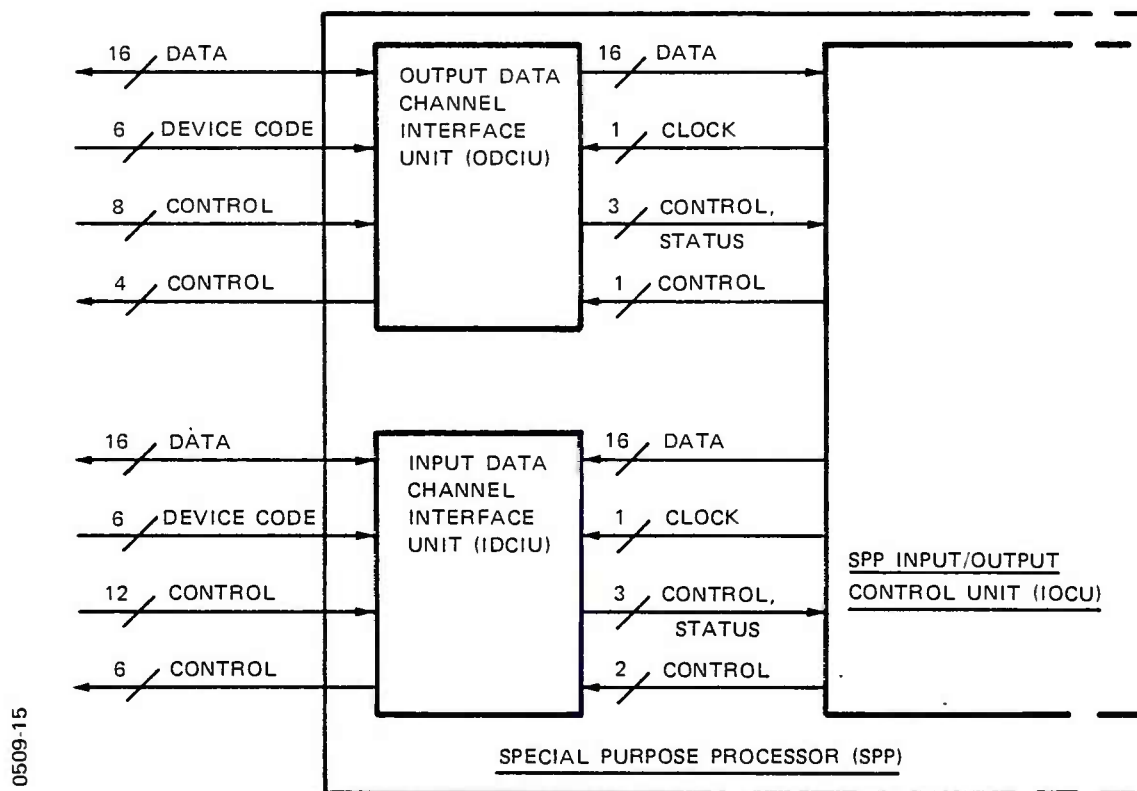 16 DATA
6 DEVICE CODE
8 CONTROL
4 CONTROL
OUTPUT DATA
CHANNEL
INTERFACE
UNIT (ODCIU)
16 DATA
1 CLOCK
3 CONTROL,
STATUS
1 CONTROL
16 DATA
6 DEVICE CODE
12 CONTROL
6 CONTROL
INPUT DATA
CHANNEL
INTERFACE
UNIT (IDCIU)
16 DATA
1 CLOCK
3 CONTROL,
STATUS
2 CONTROL
SPP INPUT/OUTPUT
CONTROL UNIT (IOCU)
SPECIAL PURPOSE PROCESSOR (SPP)
0509-15